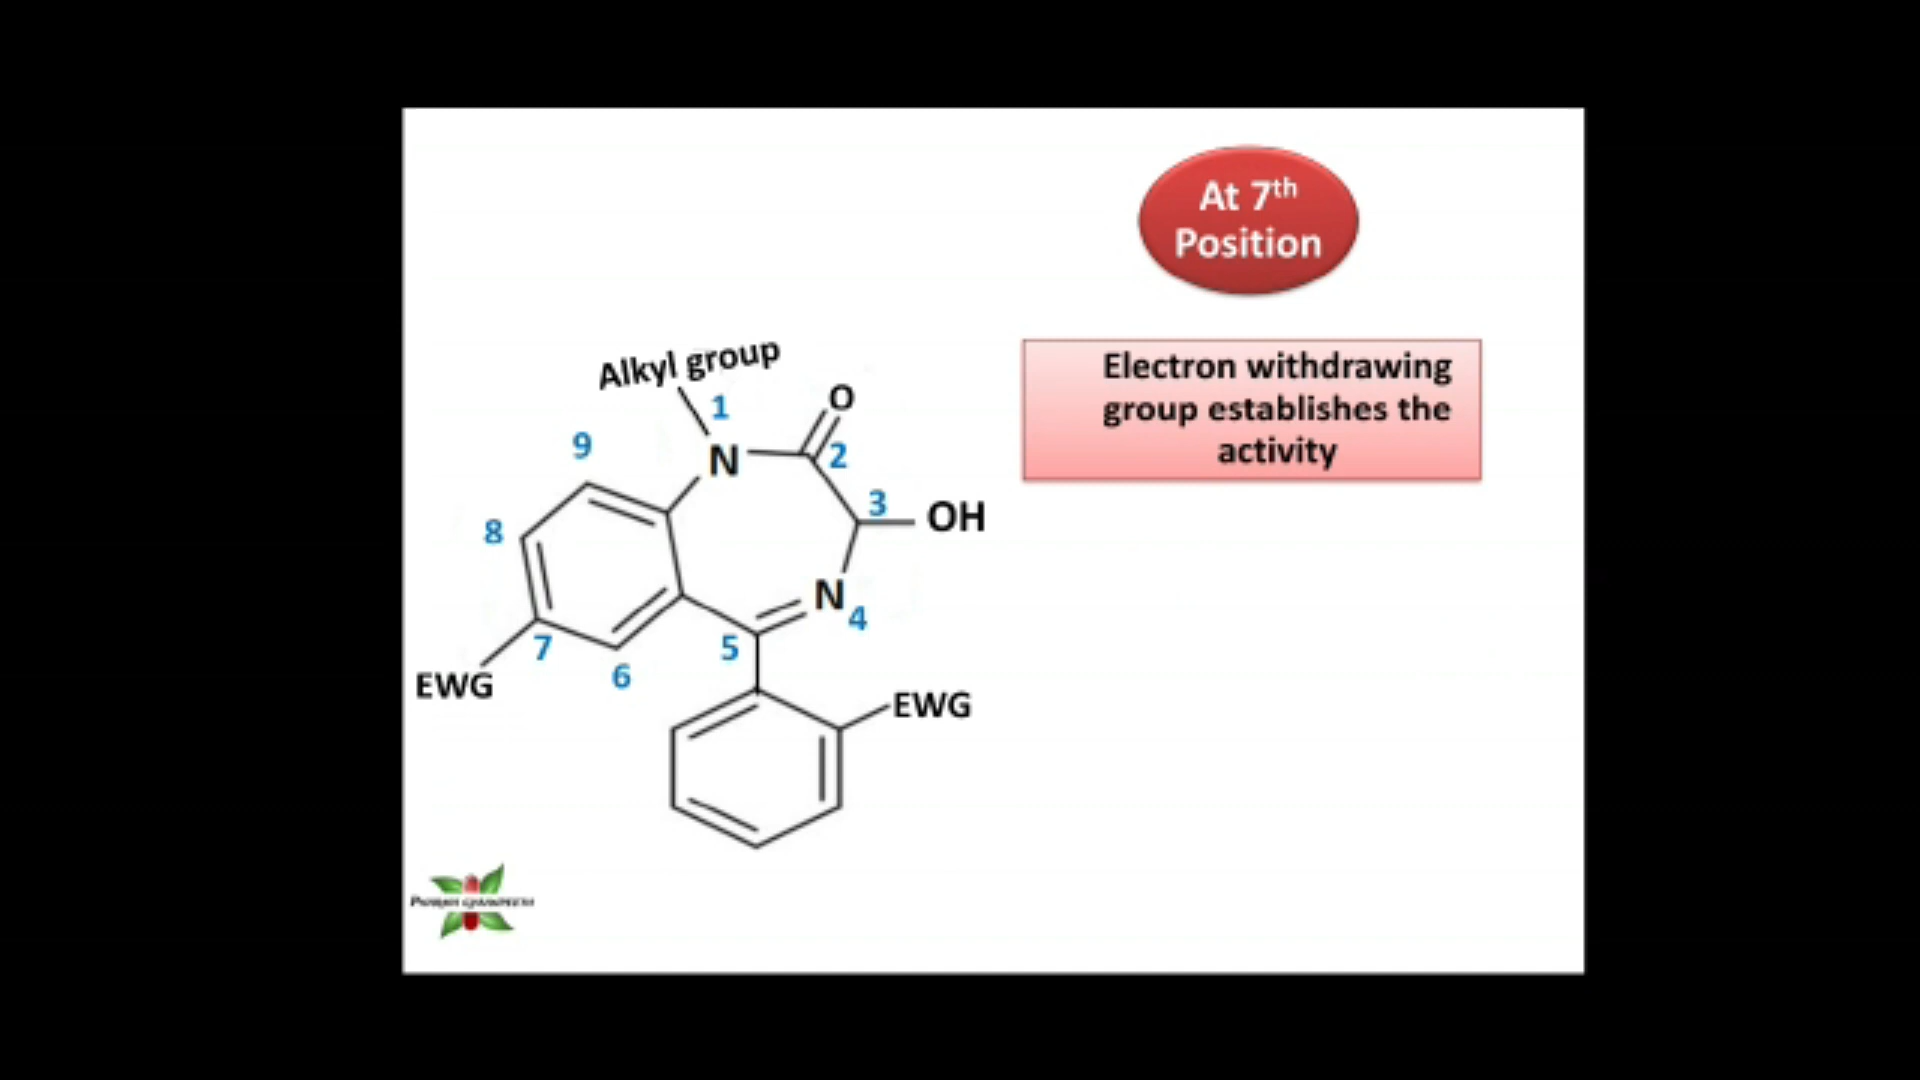 At 7th
Position
Electron withdrawing
group establishes the
activity
Alkyl group
1
O
9
N
2
3
OH
8
N
4
7
5
6
EWG
EWG